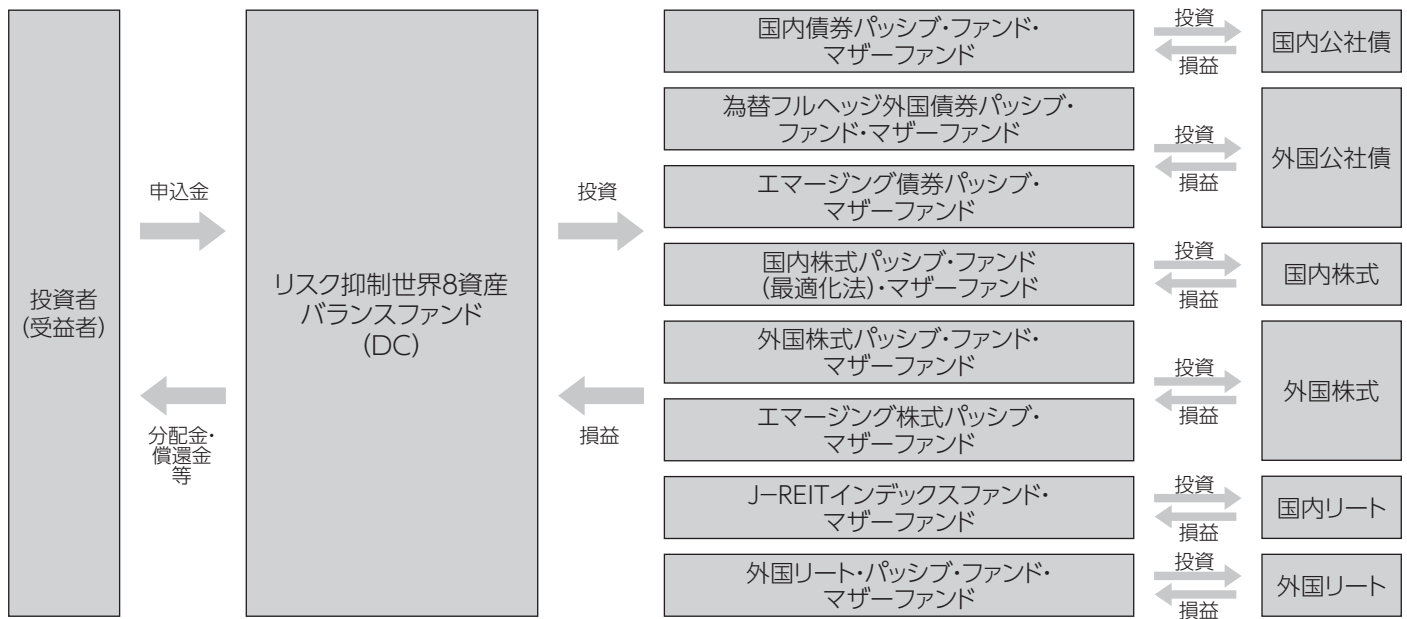 投資者
(受益者)
申込金
分配金・
償還金
等
リスク抑制世界8資産
バランスファンド
(DC)
投資
損益
国内債券パッシブ・ファンド・
マザーファンド
投資
損益
国内公社債
為替フルヘッジ外国債券パッシブ・
ファンド・マザーファンド
エマージング債券パッシブ・
マザーファンド
投資
損益
外国公社債
国内株式パッシブ・ファンド
(最適化法)・マザーファンド
投資
損益
国内株式
外国株式パッシブ・ファンド・
マザーファンド
エマージング株式パッシブ・
マザーファンド
投資
損益
外国株式
J−REITインデックスファンド・
マザーファンド
投資
損益
国内リート
外国リート・パッシブ・ファンド・
マザーファンド
投資
損益
外国リート